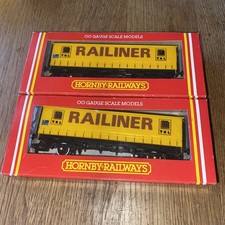 OO GAUGE SCALE MODELS
RAILINER
HORNBY RAILWAYS
OO GAUGE SCALE MODELS
RAILINER
HORNBY RAILWAYS